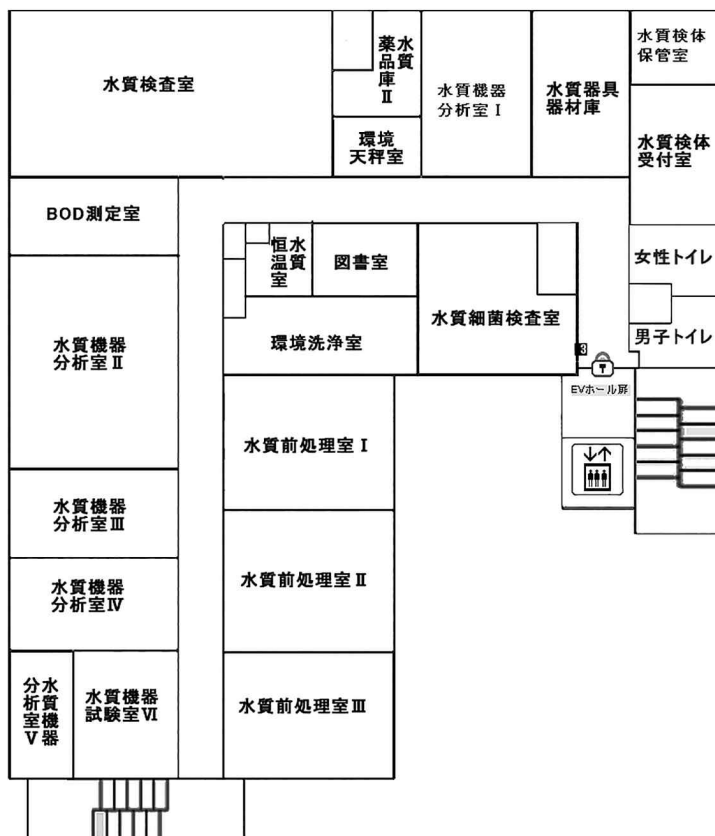 水質検査室
水質
薬品庫Ⅱ
環境
天秤室
水質機器
分析室Ⅰ
水質器具
器材庫
水質検体
保管室
水質検体
受付室
BOD測定室
水質
恒温室
図書室
水質細菌検査室
女性トイレ
環境洗浄室
男子トイレ
水質機器
分析室Ⅱ
EVホール扉
水質前処理室Ⅰ
水質機器
分析室Ⅲ
水質前処理室Ⅱ
水質機器
分析室Ⅳ
水質機器
分析室Ⅴ
水質機器
試験室Ⅵ
水質前処理室Ⅲ